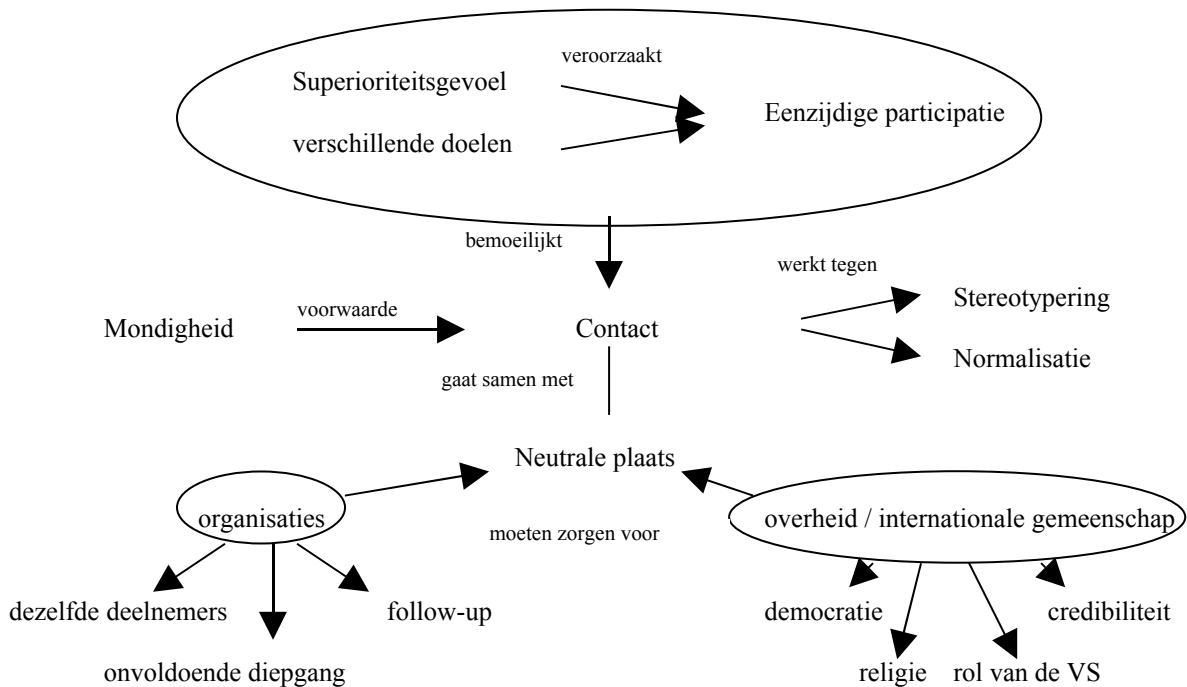 veroorzaakt
Superioriteitsgevoel
Eenzijdige participatie
verschillende doelen
bemoeilijkt
werkt tegen
Stereotypering
voorwaarde
Mondigheid
Contact
Normalisatie
gaat samen met
Neutrale plaats
organisaties
overheid / internationale gemeenschap
moeten zorgen voor
dezelfde deelnemers
follow-up
democratie
credibiliteit
onvoldoende diepgang
religie
rol van de VS